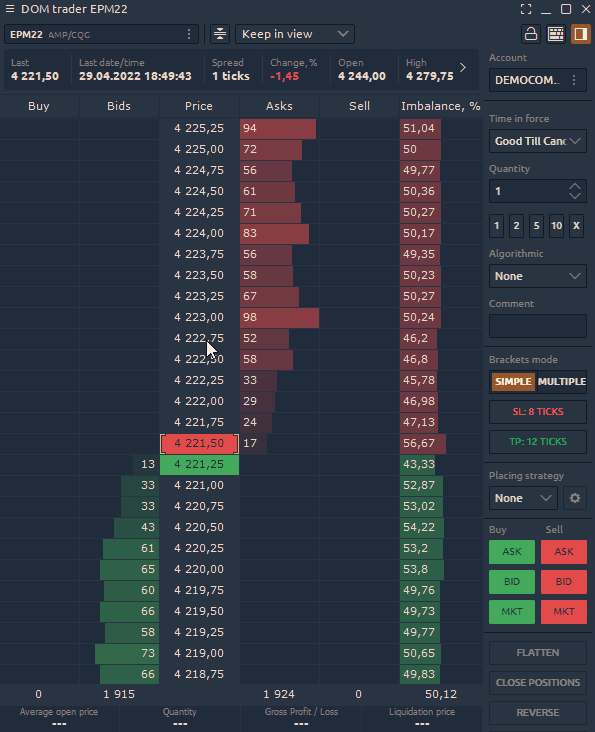 DOM trader EPM22
EPM22 AMP/CQG Keep in view
Last Last date/time Spread Change, % Open High
4 221,50 29.04.2022 18:49:43 1 ticks -1,45 4 244,00 4 279,75
Buy Bids Price Asks Sell Imbalance, %
4 225,25 94 51,04
4 225,00 72 50
4 224,75 56 49,77
4 224,50 61 50,36
4 224,25 71 50,27
4 224,00 83 50,17
4 223,75 56 49,35
4 223,50 58 50,23
4 223,25 67 50,27
4 223,00 98 50,24
4 222,75 52 46,2
4 222,50 58 46,8
4 222,25 33 45,78
4 222,00 29 46,98
4 221,75 24 47,13
4 221,50 17 56,67
13 4 221,25 43,33
33 4 221,00 52,87
33 4 220,75 53,02
43 4 220,50 54,22
61 4 220,25 53,2
65 4 220,00 53,8
60 4 219,75 49,76
66 4 219,50 49,73
58 4 219,25 49,77
73 4 219,00 50,65
66 4 218,75 49,83
0 1 915 1 924 0 50,12
Average open price Quantity Gross Profit / Loss Liquidation price
--- --- --- ---
Account
DEMOCOM...
Time in force
Good Till Canc
Quantity
1
1 2 5 10 X
Algorithmic
None
Comment
Brackets mode
SIMPLE MULTIPLE
SL: 8 TICKS
TP: 12 TICKS
Placing strategy
None
Buy Sell
ASK ASK
BID BID
MKT MKT
FLATTEN
CLOSE POSITIONS
REVERSE